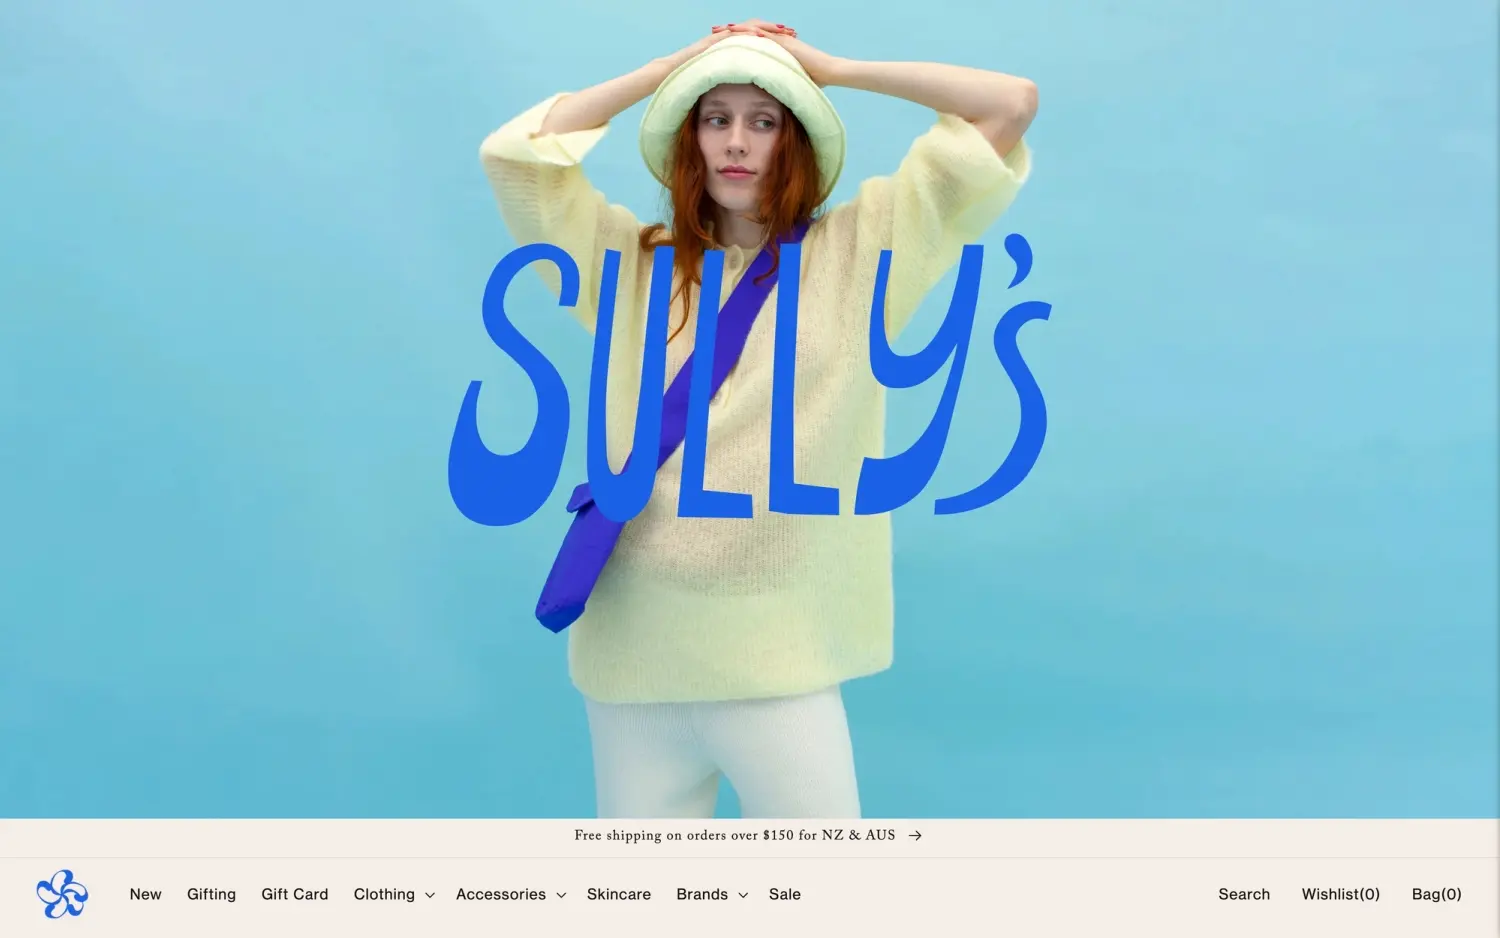 SULLY's
Free shipping on orders over $150 for NZ & AUS →
New Gifting Gift Card Clothing Accessories Skincare Brands Sale Search Wishlist(0) Bag(0)